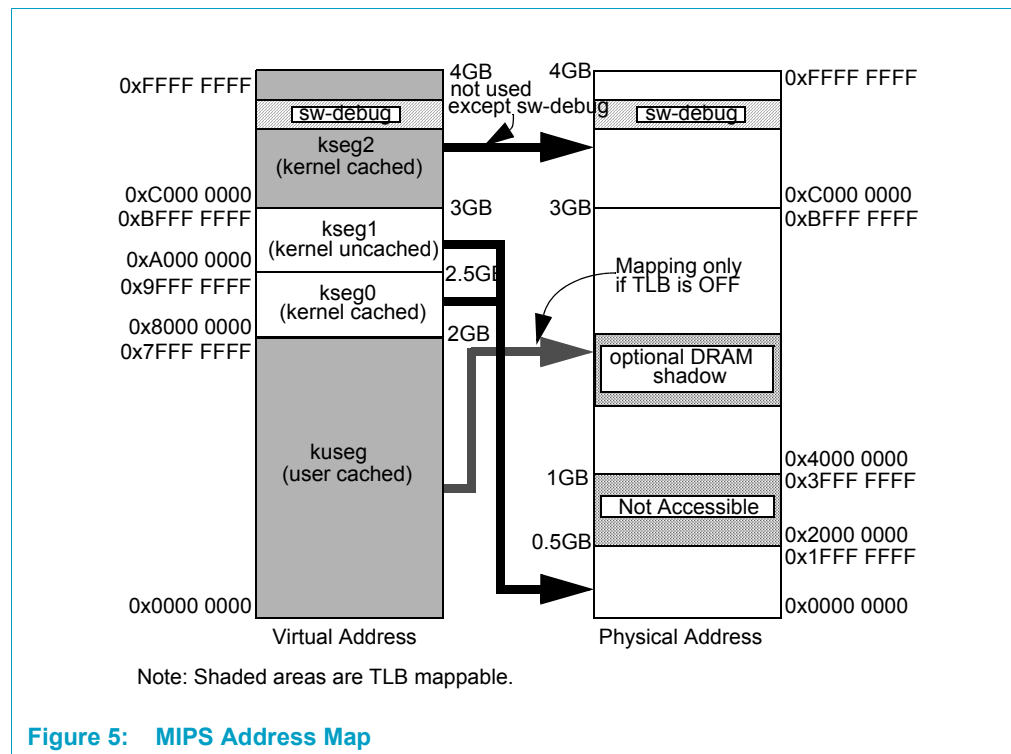 0xFFFF FFFF
4GB
not used
except sw-debug
4GB
0xFFFF FFFF
sw-debug
sw-debug
kseg2
(kernel cached)
0xC000 0000
0xBFFF FFFF
3GB
3GB
0xC000 0000
0xBFFF FFFF
kseg1
(kernel uncached)
0xA000 0000
0x9FFF FFFF
2.5GB
Mapping only
if TLB is OFF
kseg0
(kernel cached)
0x8000 0000
0x7FFF FFFF
2GB
optional DRAM
shadow
kuseg
(user cached)
1GB
0x4000 0000
0x3FFF FFFF
Not Accessible
0.5GB
0x2000 0000
0x1FFF FFFF
0x0000 0000
0x0000 0000
Virtual Address
Physical Address
Note: Shaded areas are TLB mappable.
Figure 5: MIPS Address Map